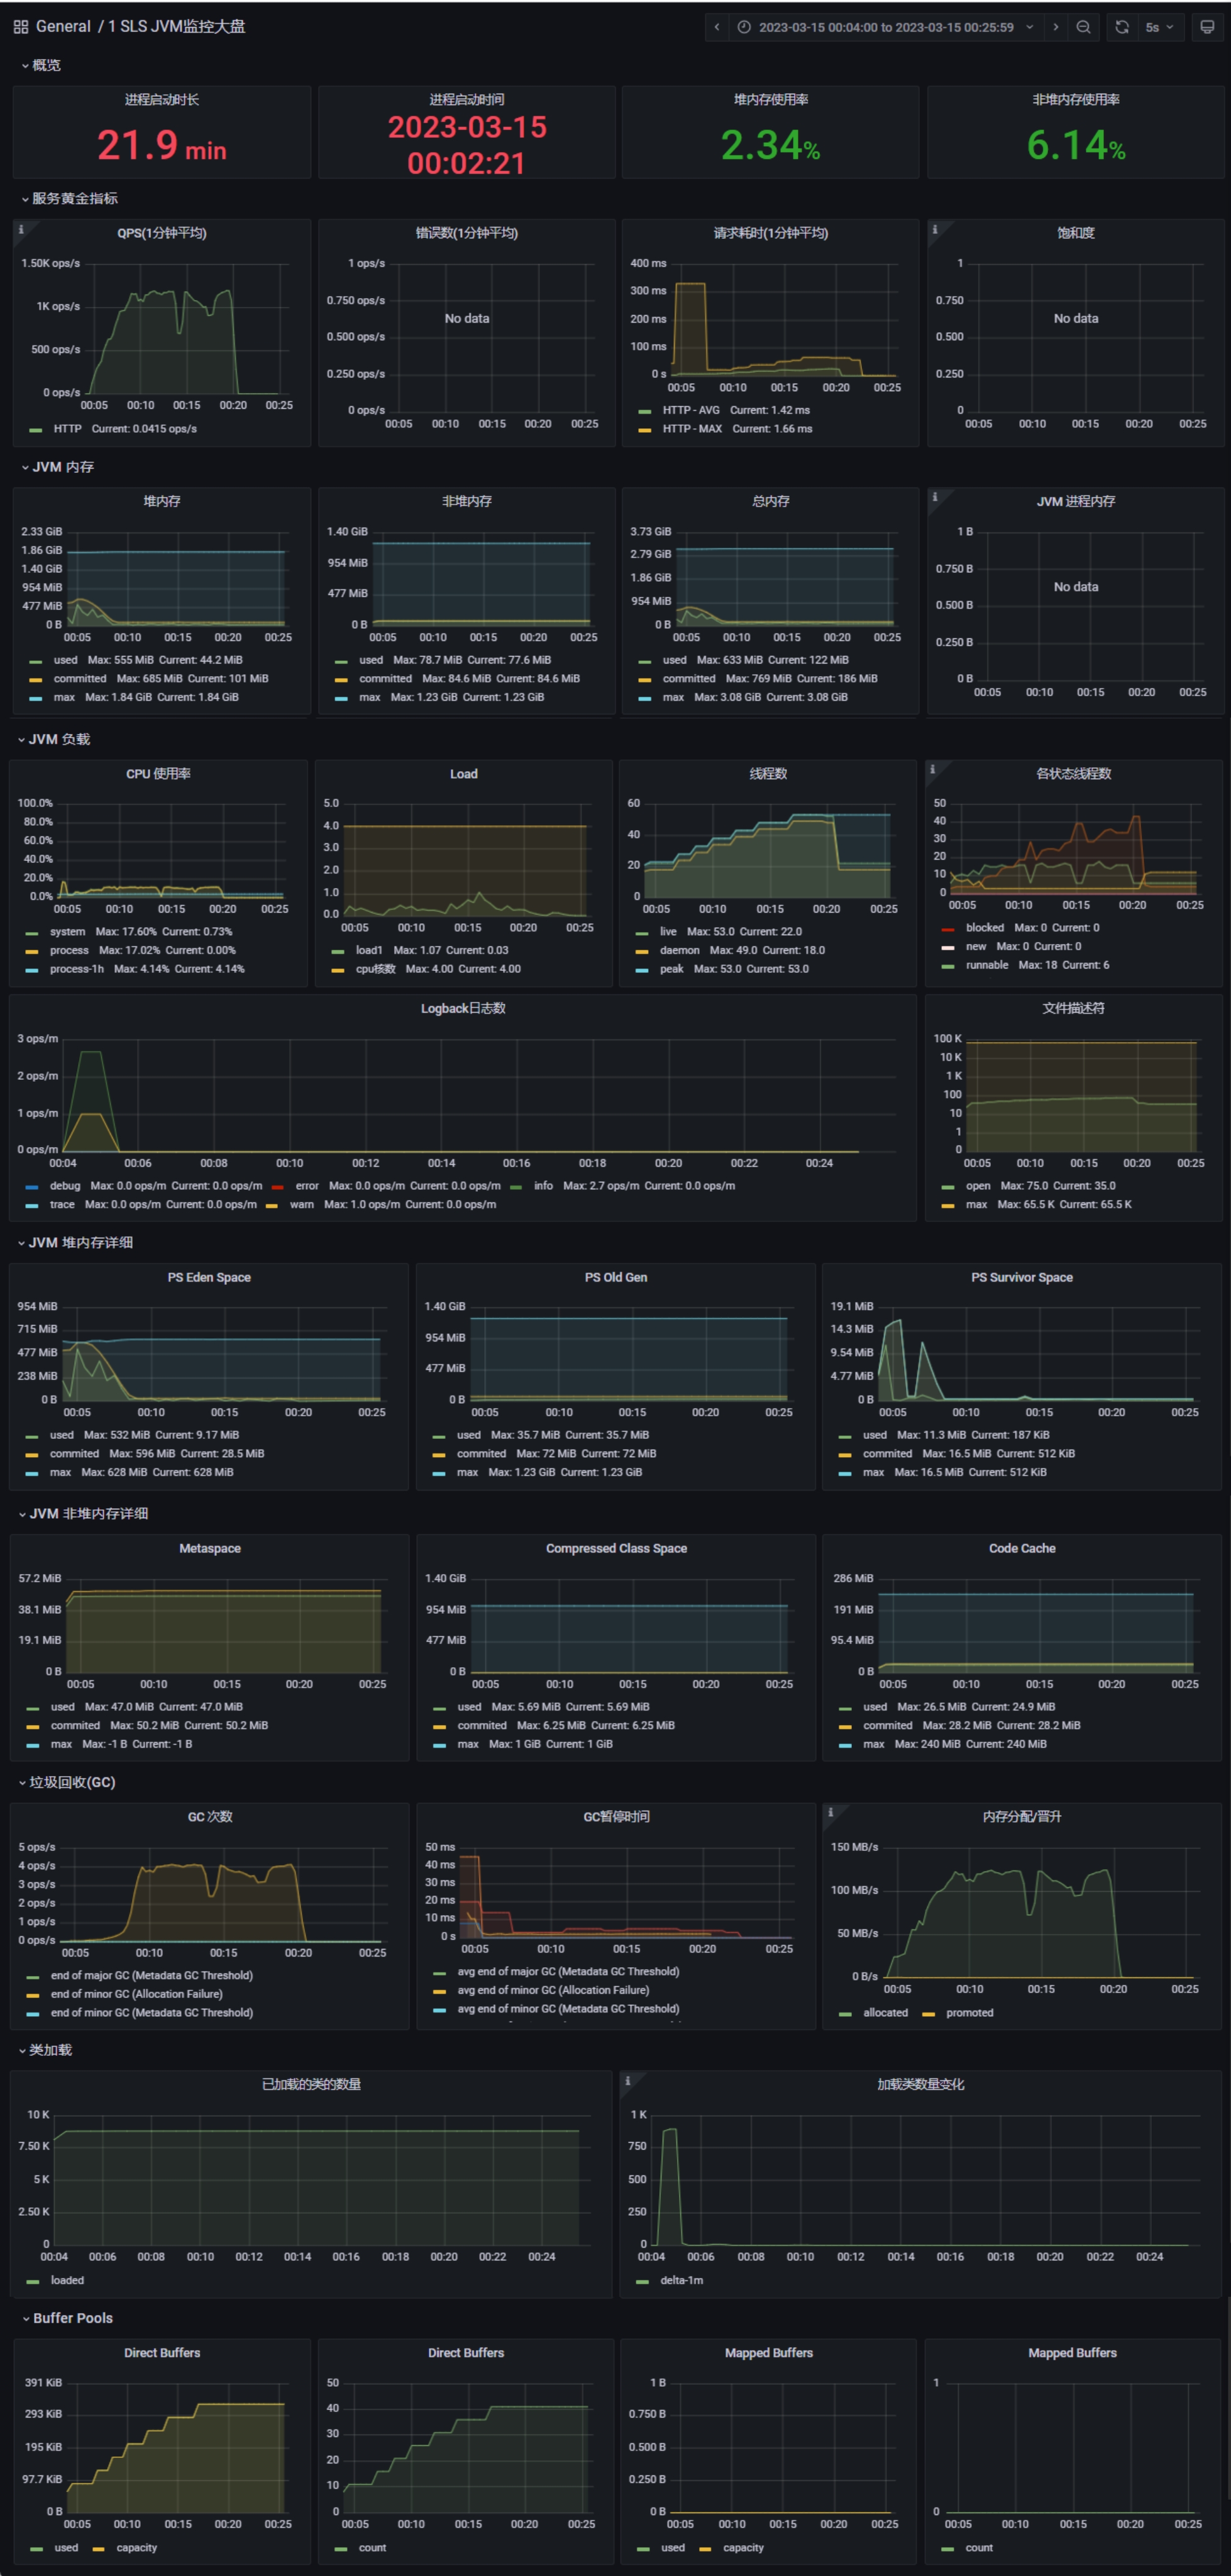 General / 1 SLS JVM监控大盘
2023-03-15 00:04:00 to 2023-03-15 00:25:59
5s
概览
进程启动时长
21.9 min
进程启动时间
2023-03-15
00:02:21
堆内存使用率
2.34%
非堆内存使用率
6.14%
服务黄金指标
QPS(1分钟平均)
1.50K ops/s
1K ops/s
500 ops/s
0 ops/s
00:05 00:10 00:15 00:20 00:25
HTTP Current: 0.0415 ops/s
错误数(1分钟平均)
1 ops/s
0.750 ops/s
0.500 ops/s
0.250 ops/s
0 ops/s
No data
00:05 00:10 00:15 00:20 00:25
请求耗时(1分钟平均)
400 ms
300 ms
200 ms
100 ms
0 s
00:05 00:10 00:15 00:20 00:25
HTTP - AVG Current: 1.42 ms
HTTP - MAX Current: 1.66 ms
饱和度
1
0.750
0.500
0.250
0
No data
00:05 00:10 00:15 00:20 00:25
JVM 内存
堆内存
2.33 GiB
1.86 GiB
1.40 GiB
954 MiB
477 MiB
0 B
00:05 00:10 00:15 00:20 00:25
used Max: 555 MiB Current: 44.2 MiB
committed Max: 685 MiB Current: 101 MiB
max Max: 1.84 GiB Current: 1.84 GiB
非堆内存
1.40 GiB
954 MiB
477 MiB
0 B
00:05 00:10 00:15 00:20 00:25
used Max: 78.7 MiB Current: 77.6 MiB
committed Max: 84.6 MiB Current: 84.6 MiB
max Max: 1.23 GiB Current: 1.23 GiB
总内存
3.73 GiB
2.79 GiB
1.86 GiB
954 MiB
0 B
00:05 00:10 00:15 00:20 00:25
used Max: 633 MiB Current: 122 MiB
committed Max: 769 MiB Current: 186 MiB
max Max: 3.08 GiB Current: 3.08 GiB
JVM 进程内存
1 B
0.750 B
0.500 B
0.250 B
0 B
No data
00:05 00:10 00:15 00:20 00:25
JVM 负载
CPU 使用率
100.0%
80.0%
60.0%
40.0%
20.0%
0.0%
00:05 00:10 00:15 00:20 00:25
system Max: 17.60% Current: 0.73%
process Max: 17.02% Current: 0.00%
process-1h Max: 4.14% Current: 4.14%
Load
5.0
4.0
3.0
2.0
1.0
0.0
00:05 00:10 00:15 00:20 00:25
load1 Max: 1.07 Current: 0.03
cpu核数 Max: 4.00 Current: 4.00
线程数
60
40
20
0
00:05 00:10 00:15 00:20 00:25
live Max: 53.0 Current: 22.0
daemon Max: 49.0 Current: 18.0
peak Max: 53.0 Current: 53.0
各状态线程数
50
40
30
20
10
0
00:05 00:10 00:15 00:20 00:25
blocked Max: 0 Current: 0
new Max: 0 Current: 0
runnable Max: 18 Current: 6
Logback日志数
3 ops/m
2 ops/m
1 ops/m
0 ops/m
00:04 00:06 00:08 00:10 00:12 00:14 00:16 00:18 00:20 00:22 00:24
debug Max: 0.0 ops/m Current: 0.0 ops/m error Max: 0.0 ops/m Current: 0.0 ops/m info Max: 2.7 ops/m Current: 0.0 ops/m
trace Max: 0.0 ops/m Current: 0.0 ops/m warn Max: 1.0 ops/m Current: 0.0 ops/m
文件描述符
100 K
10 K
1 K
100
10
1
0
00:05 00:10 00:15 00:20 00:25
open Max: 75.0 Current: 35.0
max Max: 65.5 K Current: 65.5 K
JVM 堆内存详细
PS Eden Space
954 MiB
715 MiB
477 MiB
238 MiB
0 B
00:05 00:10 00:15 00:20 00:25
used Max: 532 MiB Current: 9.17 MiB
commited Max: 596 MiB Current: 28.5 MiB
max Max: 628 MiB Current: 628 MiB
PS Old Gen
1.40 GiB
954 MiB
477 MiB
0 B
00:05 00:10 00:15 00:20 00:25
used Max: 35.7 MiB Current: 35.7 MiB
commited Max: 72 MiB Current: 72 MiB
max Max: 1.23 GiB Current: 1.23 GiB
PS Survivor Space
19.1 MiB
14.3 MiB
9.54 MiB
4.77 MiB
0 B
00:05 00:10 00:15 00:20 00:25
used Max: 11.3 MiB Current: 187 KiB
commited Max: 16.5 MiB Current: 512 KiB
max Max: 16.5 MiB Current: 512 KiB
JVM 非堆内存详细
Metaspace
57.2 MiB
38.1 MiB
19.1 MiB
0 B
00:05 00:10 00:15 00:20 00:25
used Max: 47.0 MiB Current: 47.0 MiB
commited Max: 50.2 MiB Current: 50.2 MiB
max Max: -1 B Current: -1 B
Compressed Class Space
1.40 GiB
954 MiB
477 MiB
0 B
00:05 00:10 00:15 00:20 00:25
used Max: 5.69 MiB Current: 5.69 MiB
commited Max: 6.25 MiB Current: 6.25 MiB
max Max: 1 GiB Current: 1 GiB
Code Cache
286 MiB
191 MiB
95.4 MiB
0 B
00:05 00:10 00:15 00:20 00:25
used Max: 26.5 MiB Current: 24.9 MiB
commited Max: 28.2 MiB Current: 28.2 MiB
max Max: 240 MiB Current: 240 MiB
垃圾回收(GC)
GC 次数
5 ops/s
4 ops/s
3 ops/s
2 ops/s
1 ops/s
0 ops/s
00:05 00:10 00:15 00:20 00:25
end of major GC (Metadata GC Threshold)
end of minor GC (Allocation Failure)
end of minor GC (Metadata GC Threshold)
GC暂停时间
50 ms
40 ms
30 ms
20 ms
10 ms
0 s
00:05 00:10 00:15 00:20 00:25
avg end of major GC (Metadata GC Threshold)
avg end of minor GC (Allocation Failure)
avg end of minor GC (Metadata GC Threshold)
内存分配/晋升
150 MB/s
100 MB/s
50 MB/s
0 B/s
00:05 00:10 00:15 00:20 00:25
allocated promoted
类加载
已加载的类的数量
10 K
7.50 K
5 K
2.50 K
0
00:04 00:06 00:08 00:10 00:12 00:14 00:16 00:18 00:20 00:22 00:24
loaded
加载类数量变化
1 K
750
500
250
0
00:04 00:06 00:08 00:10 00:12 00:14 00:16 00:18 00:20 00:22 00:24
delta-1m
Buffer Pools
Direct Buffers
391 KiB
293 KiB
195 KiB
97.7 KiB
0 B
00:05 00:10 00:15 00:20 00:25
used capacity
Direct Buffers
50
40
30
20
10
0
00:05 00:10 00:15 00:20 00:25
count
Mapped Buffers
1 B
0.750 B
0.500 B
0.250 B
0 B
00:05 00:10 00:15 00:20 00:25
used capacity
Mapped Buffers
1
0
00:05 00:10 00:15 00:20 00:25
count